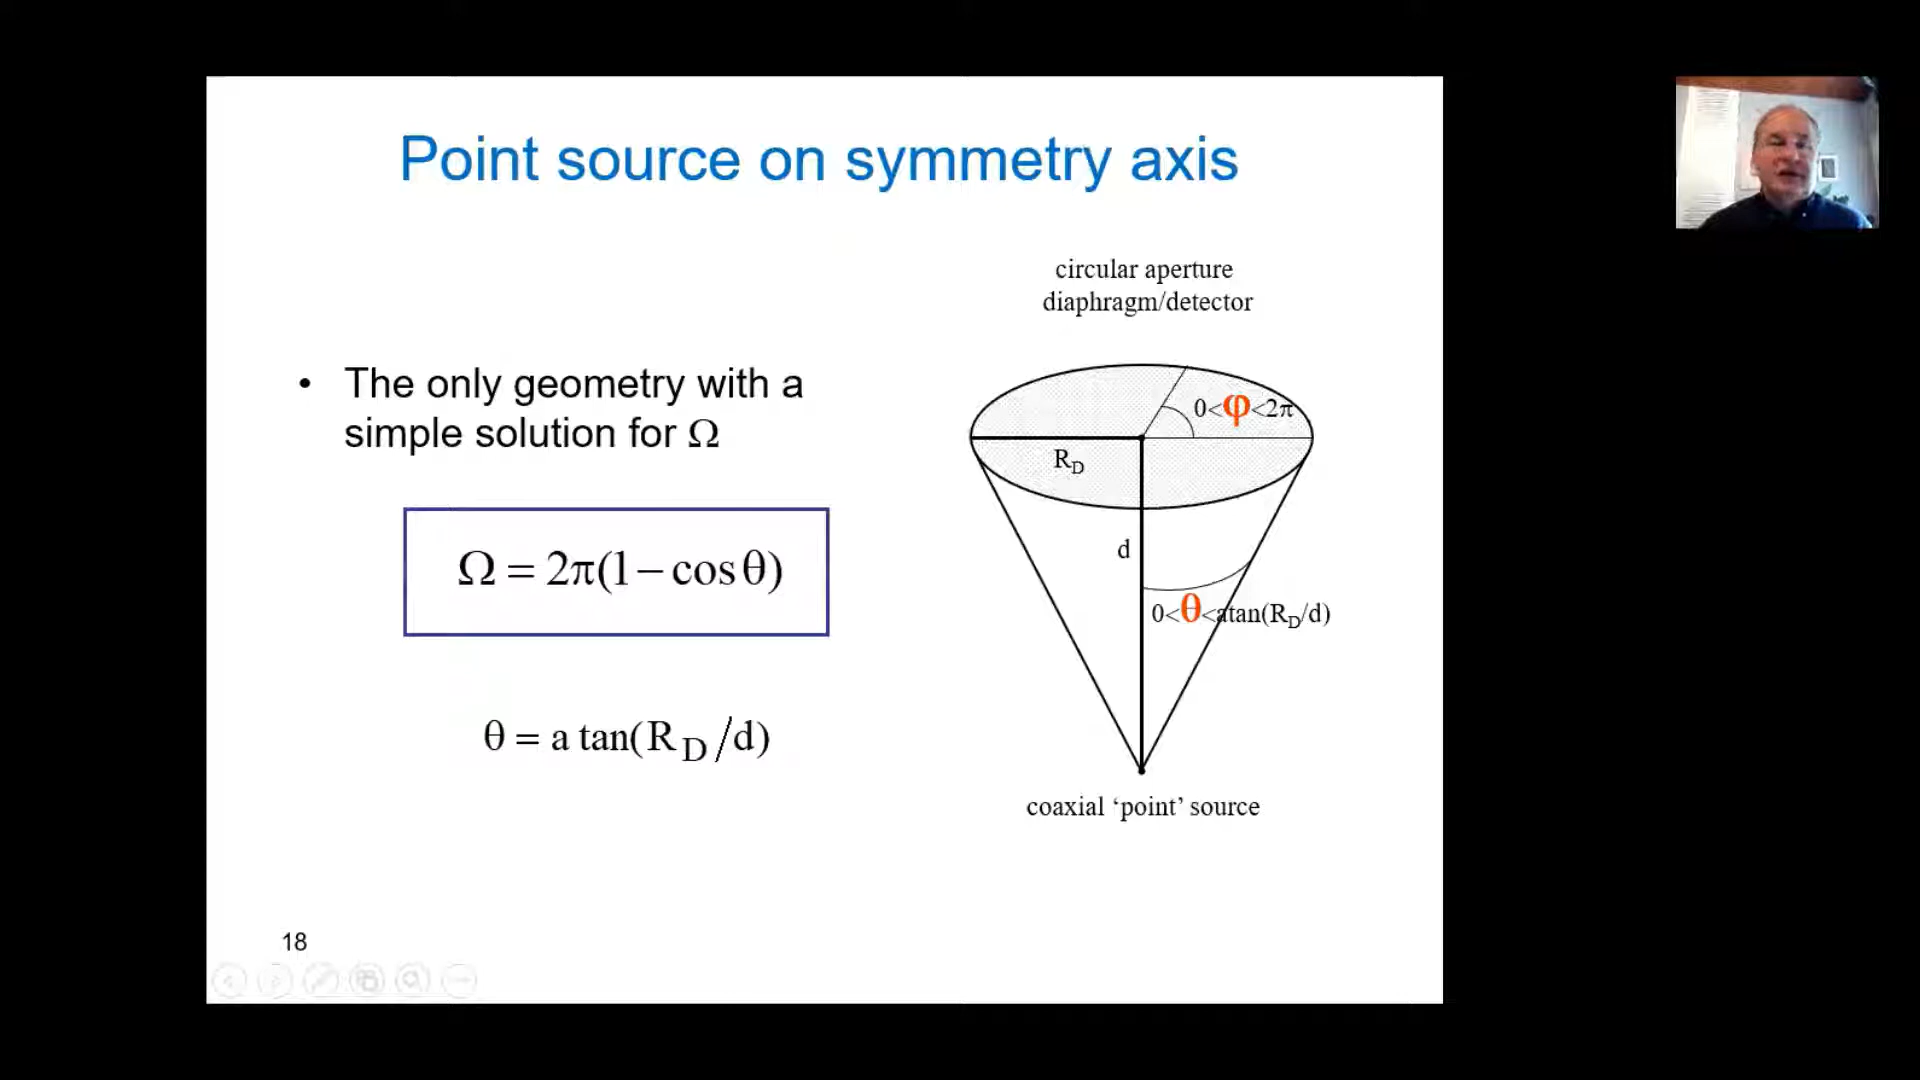 Point source on symmetry axis
circular aperture
diaphragm/detector
• The only geometry with a
simple solution for Ω
0<φ<2π
R_D
Ω = 2π(1 − cos θ)
d
0<θ<atan(R_D/d)
θ = a tan(R_D/d)
coaxial ‘point’ source
18